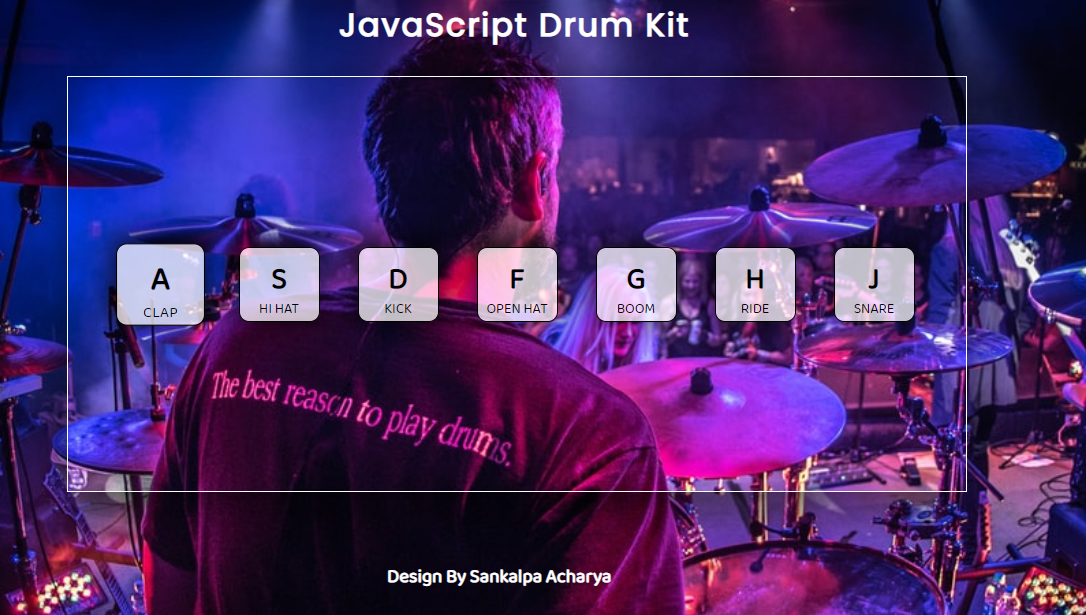 JavaScript Drum Kit
A S D F G H J
CLAP HI HAT KICK OPEN HAT BOOM RIDE SNARE
The best reason to play drums.
Design By Sankalpa Acharya